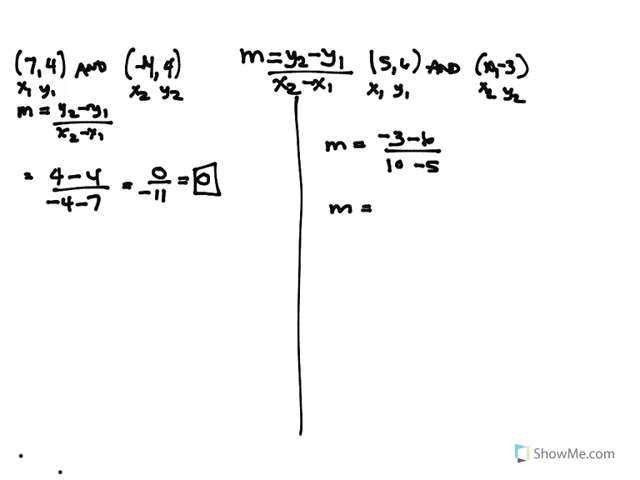 (7,4) AND (-4,4)
x1 y1 x2 y2
m = y2-y1
x2-x1
= 4-4 = 0 = 0
-4-7 -11
m = y2-y1 (5,6) AND (10,-3)
x2-x1 x1 y1 x2 y2
m = -3-6
10-5
m =
ShowMe.com